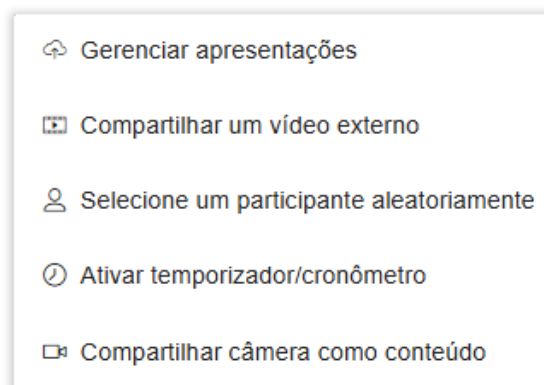 Gerenciar apresentações
Compartilhar um vídeo externo
Selecione um participante aleatoriamente
Ativar temporizador/cronômetro
Compartilhar câmera como conteúdo